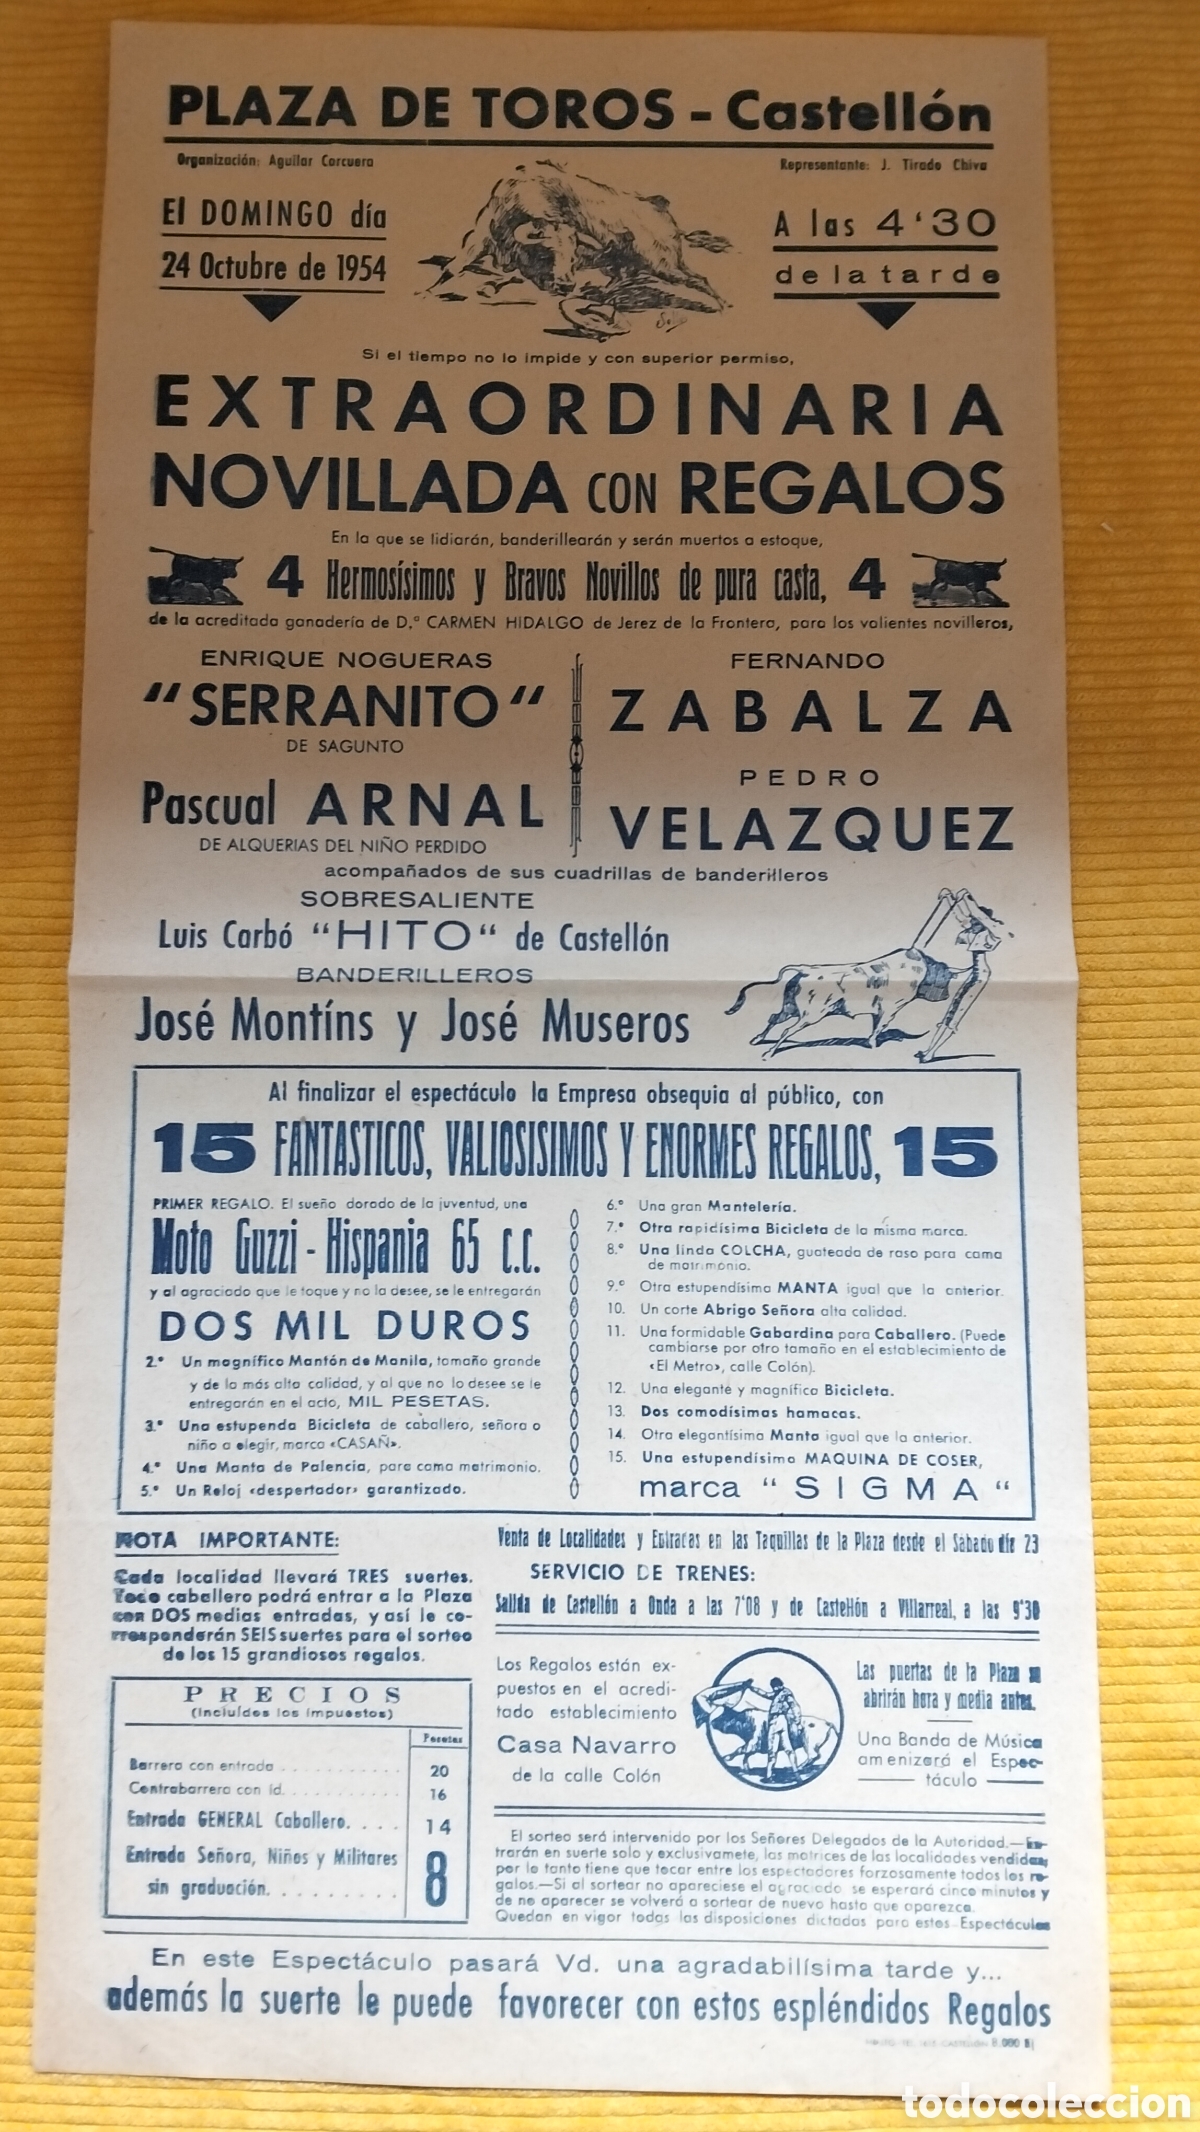 PLAZA DE TOROS - Castellón
Organización: Aguilar Corcuera
Representante: J. Tirado Chiva
El DOMINGO día
24 Octubre de 1954
A las 4'30
de la tarde
Si el tiempo no lo impide y con superior permiso,
EXTRAORDINARIA
NOVILLADA CON REGALOS
En la que se lidiarán, banderillearán y serán muertos a estoque,
4 Hermosísimos y Bravos Novillos de pura casta, 4
de la acreditada ganadería de D.ª CARMEN HIDALGO de Jerez de la Frontera, para los valientes novilleros,
ENRIQUE NOGUERAS
"SERRANITO"
DE SAGUNTO
Pascual ARNAL
DE ALQUERIAS DEL NIÑO PERDIDO
FERNANDO
ZABALZA
PEDRO
VELAZQUEZ
acompañados de sus cuadrillas de banderilleros
SOBRESALIENTE
Luis Carbó "HITO" de Castellón
BANDERILLEROS
José Montíns y José Museros
Al finalizar el espectáculo la Empresa obsequia al público, con
15 FANTASTICOS, VALIOSISIMOS Y ENORMES REGALOS, 15
PRIMER REGALO. El sueño dorado de la juventud, una
Moto Guzzi - Hispania 65 c.c.
y al agraciado que le toque y no la desee, se le entregarán
DOS MIL DUROS
2.º Un magnífico Mantón de Manila, tamaño grande
y de la más alta calidad, y al que no lo desee se le
entregarán en el acto, MIL PESETAS.
3.º Una estupenda Bicicleta de caballero, señora o
niño a elegir, marca «CASAÑ».
4.º Una Manta de Palencia, para cama matrimonio.
5.º Un Reloj «despertador» garantizado.
6.º Una gran Mantelería.
7.º Otra rapidísima Bicicleta de la misma marca.
8.º Una linda COLCHA, guateada de raso para cama
de matrimonio.
9.º Otra estupendísima MANTA igual que la anterior.
10. Un corte Abrigo Señora alta calidad.
11. Una formidable Gabardina para Caballero. (Puede
cambiarse por otro tamaño en el establecimiento de
«El Metro», calle Colón).
12. Una elegante y magnífica Bicicleta.
13. Dos comodísimas hamacas.
14. Otra elegantísima Manta igual que la anterior.
15. Una estupendísima MAQUINA DE COSER,
marca "SIGMA"
NOTA IMPORTANTE:
Cada localidad llevará TRES suertes.
Todo caballero podrá entrar a la Plaza
con DOS medias entradas, y así le co-
rresponderán SEIS suertes para el sorteo
de los 15 grandiosos regalos.
PRECIOS
(Incluídos los impuestos)
Pesetas
Barrera con entrada 20
Contrabarrera con id. 16
Entrada GENERAL Caballero. 14
Entrada Señora, Niños y Militares
sin graduación. 8
Venta de Localidades y Entradas en las Taquillas de la Plaza desde el Sábado día 23
SERVICIO DE TRENES:
Salida de Castellón a Onda a las 7'08 y de Castellón a Villarreal, a las 9'30
Los Regalos están ex-
puestos en el acredi-
tado establecimiento
Casa Navarro
de la calle Colón
Las puertas de la Plaza se
abrirán hora y media antes.
Una Banda de Música
amenizará el Espec-
táculo
El sorteo será intervenido por los Señores Delegados de la Autoridad.—En-
trarán en suerte solo y exclusivamete, las matrices de las localidades vendidas,
por lo tanto tiene que tocar entre los espectadores forzosamente todos los re-
galos.—Si al sortear no apareciese el agraciado, se esperará cinco minutos y
de no aparecer se volverá a sortear de nuevo hasta que aparezca.
Quedan en vigor todas las disposiciones dictadas para estos Espectáculos
En este Espectáculo pasará Vd. una agradabilísima tarde y...
además la suerte le puede favorecer con estos espléndidos Regalos
8.000 Ej
todocoleccion